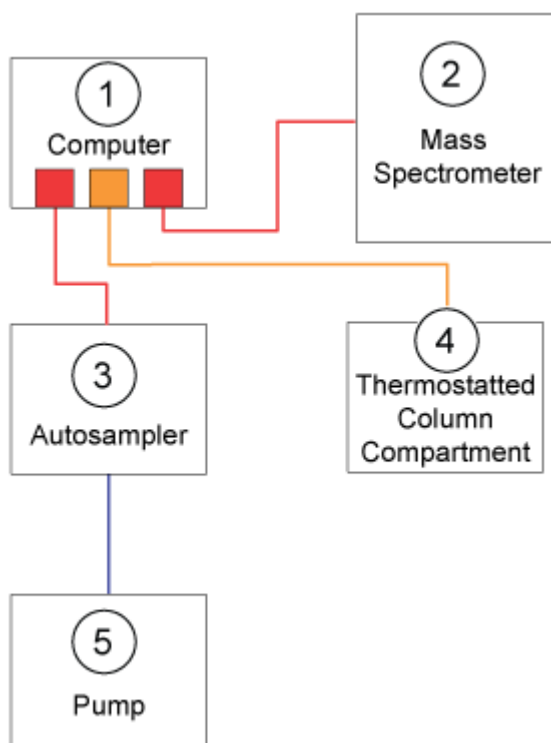 1
Computer
2
Mass
Spectrometer
3
Autosampler
4
Thermostatted
Column
Compartment
5
Pump